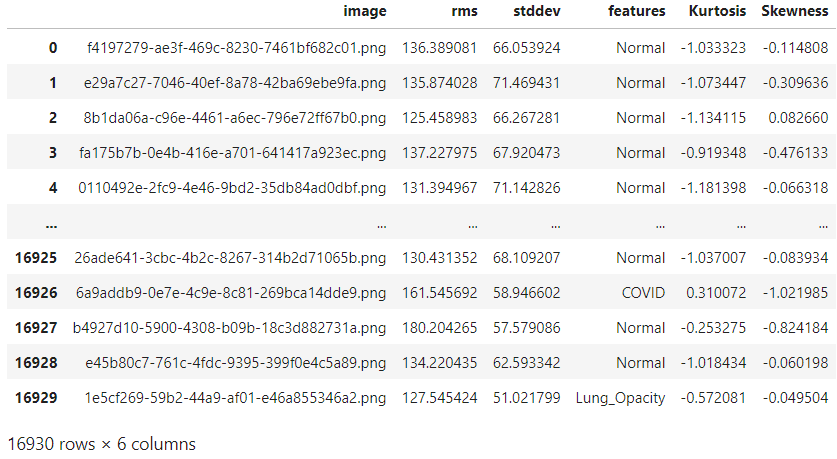 image rms stddev features Kurtosis Skewness
0 f4197279-ae3f-469c-8230-7461bf682c01.png 136.389081 66.053924 Normal -1.033323 -0.114808
1 e29a7c27-7046-40ef-8a78-42ba69ebe9fa.png 135.874028 71.469431 Normal -1.073447 -0.309636
2 8b1da06a-c96e-4461-a6ec-796e72ff67b0.png 125.458983 66.267281 Normal -1.134115 0.082660
3 fa175b7b-0e4b-416e-a701-641417a923ec.png 137.227975 67.920473 Normal -0.919348 -0.476133
4 0110492e-2fc9-4e46-9bd2-35db84ad0dbf.png 131.394967 71.142826 Normal -1.181398 -0.066318
... ... ... ... ... ... ...
16925 26ade641-3cbc-4b2c-8267-314b2d71065b.png 130.431352 68.109207 Normal -1.037007 -0.083934
16926 6a9addb9-0e7e-4c9e-8c81-269bca14dde9.png 161.545692 58.946602 COVID 0.310072 -1.021985
16927 b4927d10-5900-4308-b09b-18c3d882731a.png 180.204265 57.579086 Normal -0.253275 -0.824184
16928 e45b80c7-761c-4fdc-9395-399f0e4c5a89.png 134.220435 62.593342 Normal -1.018434 -0.060198
16929 1e5cf269-59b2-44a9-af01-e46a855346a2.png 127.545424 51.021799 Lung_Opacity -0.572081 -0.049504
16930 rows × 6 columns